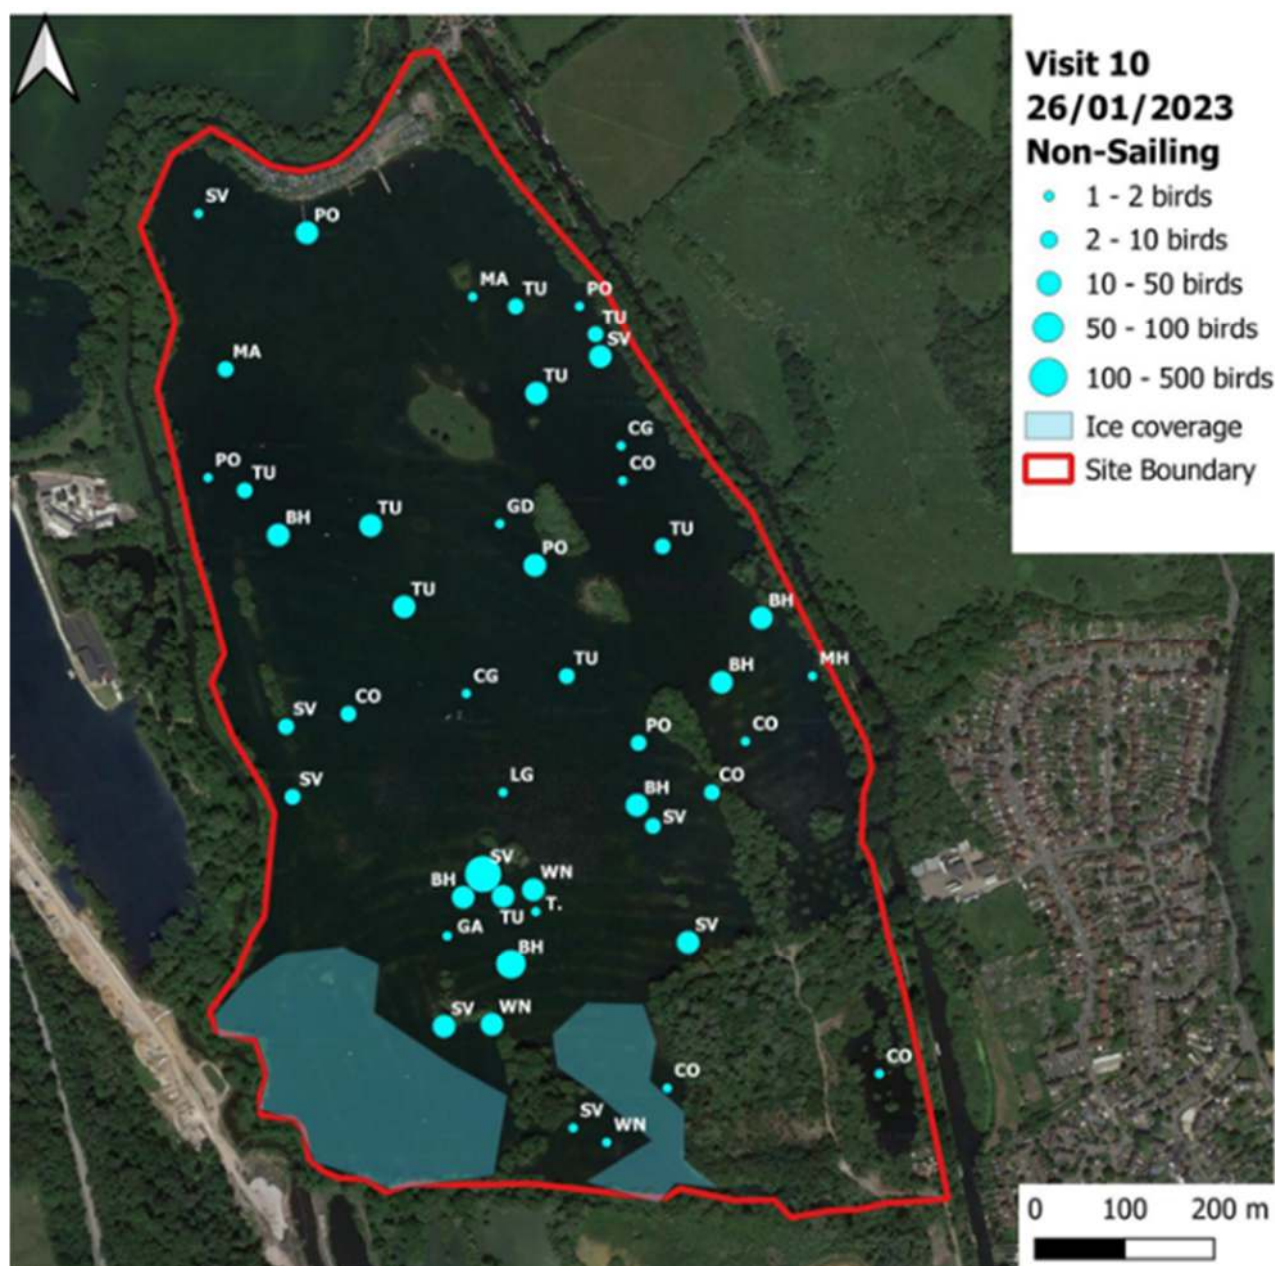 Visit 10
26/01/2023
Non-Sailing
1 - 2 birds
2 - 10 birds
10 - 50 birds
50 - 100 birds
100 - 500 birds
Ice coverage
Site Boundary
SV
PO
MA
TU
PO
TU
SV
MA
TU
CG
CO
PO
TU
BH
TU
GD
PO
TU
TU
BH
TU
CG
BH
MH
SV
CO
PO
CO
SV
LG
BH
CO
SV
SV
BH
WN
TU
T.
GA
SV
BH
SV
WN
CO
CO
SV
WN
0 100 200 m